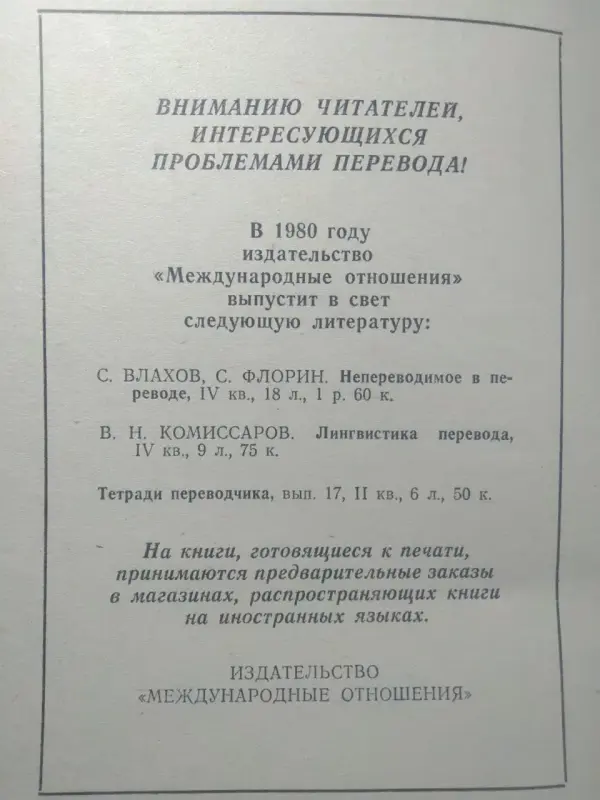 ВНИМАНИЮ ЧИТАТЕЛЕЙ,
ИНТЕРЕСУЮЩИХСЯ
ПРОБЛЕМАМИ ПЕРЕВОДА!
В 1980 году
издательство
«Международные отношения»
выпустит в свет
следующую литературу:
С. ВЛАХОВ, С. ФЛОРИН. Непереводимое в пе-
реводе, IV кв., 18 л., 1 р. 60 к.
В. Н. КОМИССАРОВ. Лингвистика перевода,
IV кв., 9 л., 75 к.
Тетради переводчика, вып. 17, II кв., 6 л., 50 к.
На книги, готовящиеся к печати,
принимаются предварительные заказы
в магазинах, распространяющих книги
на иностранных языках.
ИЗДАТЕЛЬСТВО
«МЕЖДУНАРОДНЫЕ ОТНОШЕНИЯ»